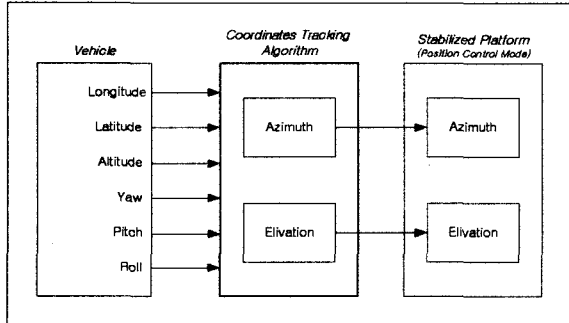 Vehicle
Coordinates Tracking
Algorithm
Stabilized Platform
(Position Control Mode)
Longitude
Latitude
Altitude
Yaw
Pitch
Roll
Azimuth
Elivation
Azimuth
Elivation